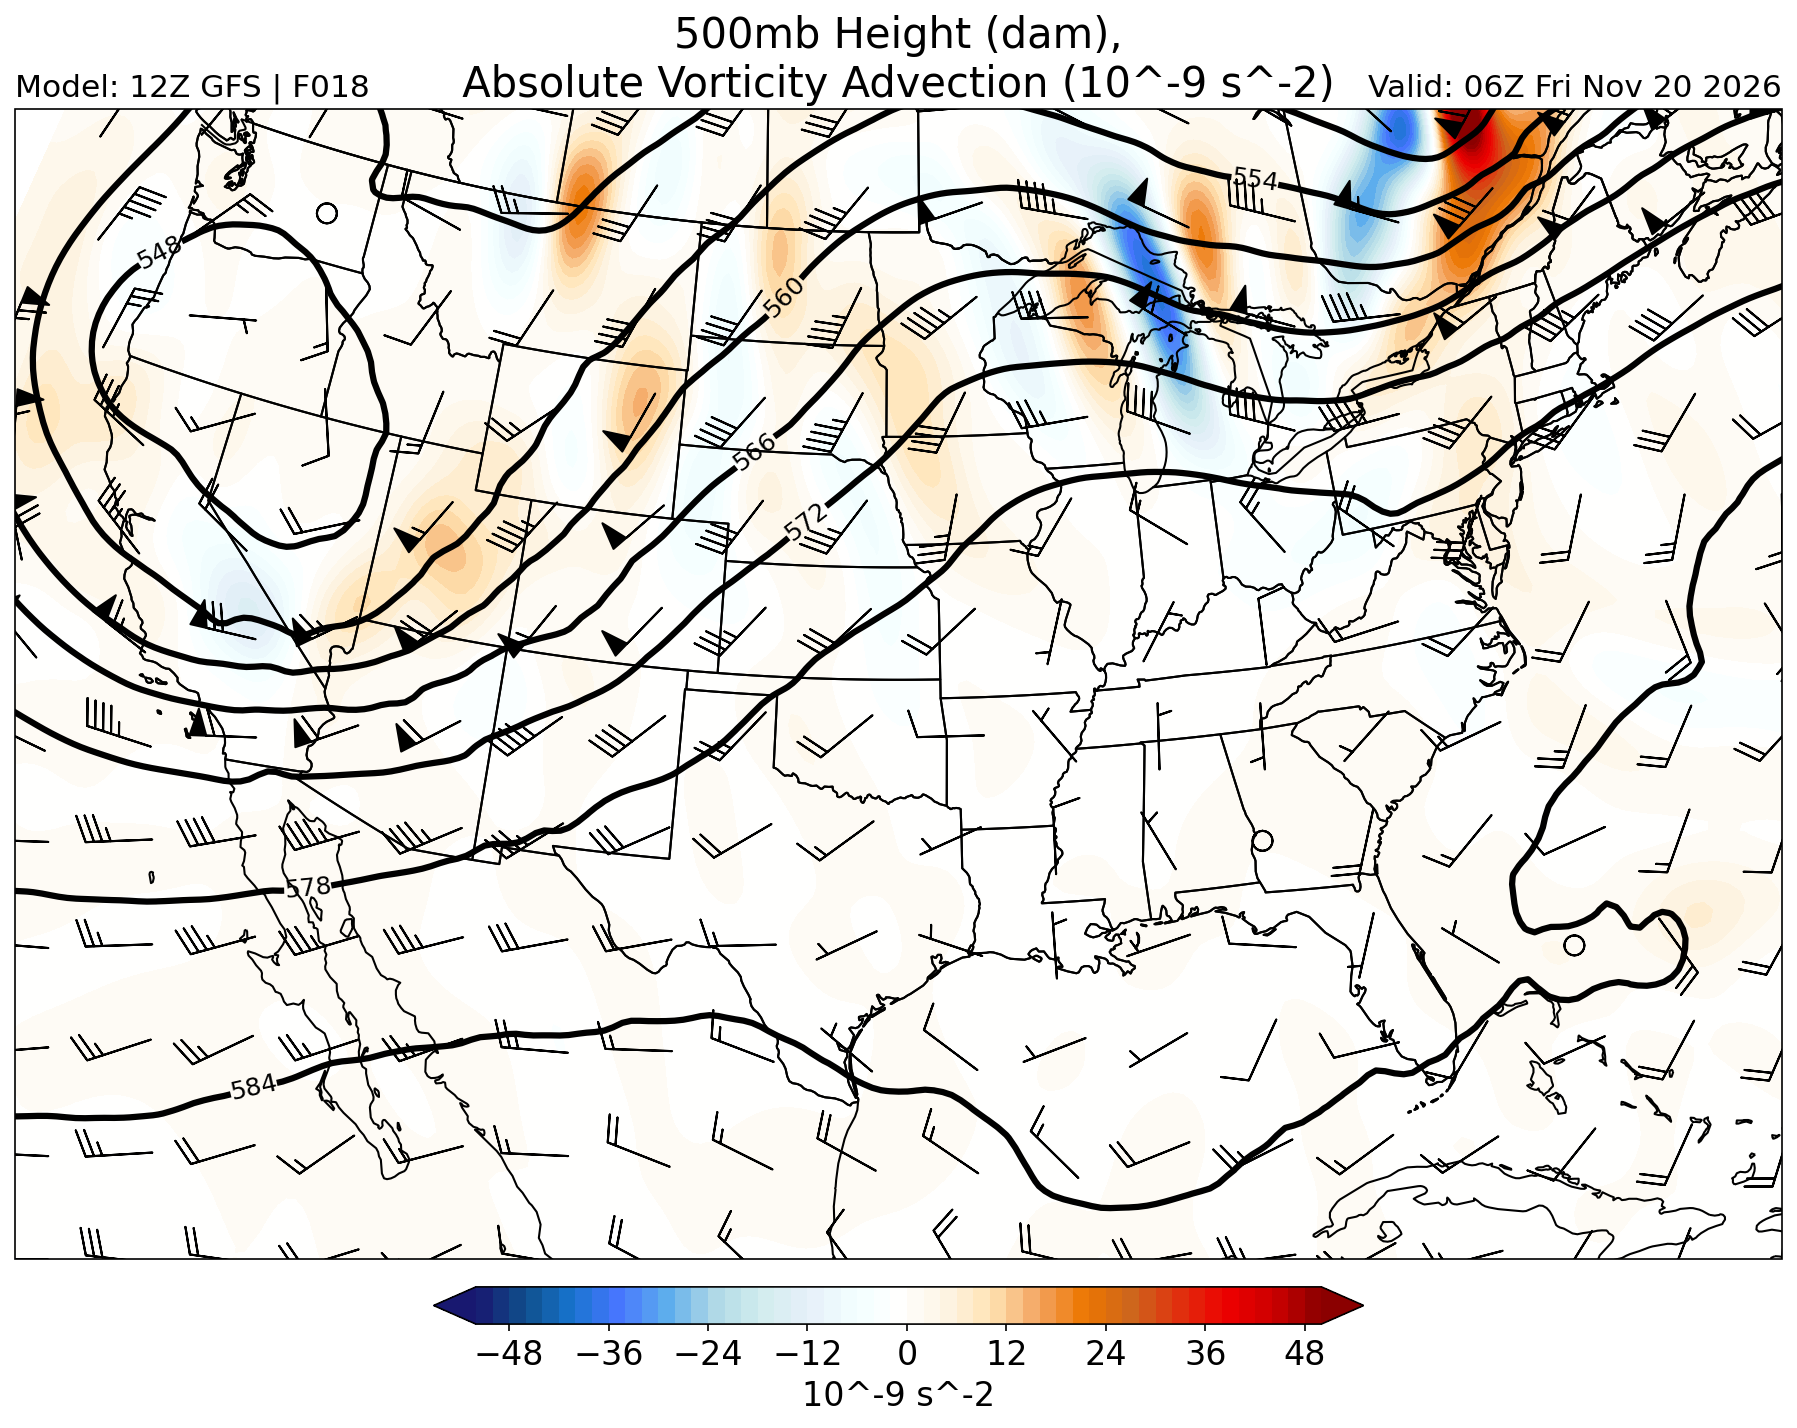 500mb Height (dam),
Model: 12Z GFS | F018 Absolute Vorticity Advection (10^-9 s^-2) Valid: 06Z Fri Nov 20 2026
554
548
560
566
572
578
584
−48 −36 −24 −12 0 12 24 36 48
10^-9 s^-2